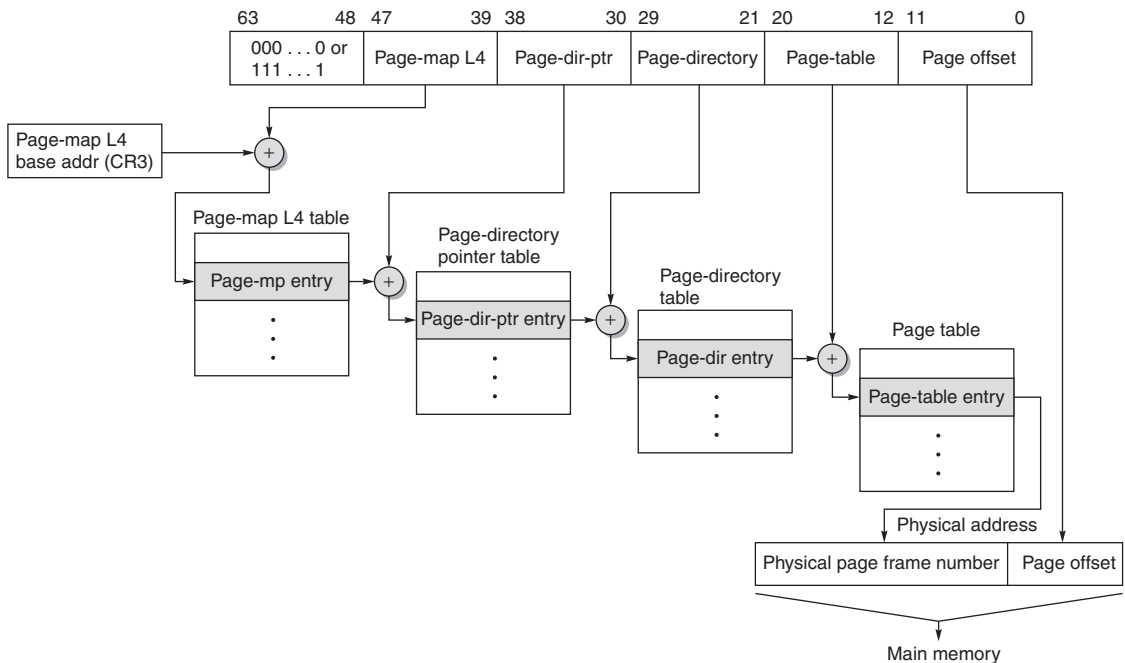 63 48 47 39 38 30 29 21 20 12 11 0
000 . . . 0 or
111 . . . 1
Page-map L4
Page-dir-ptr
Page-directory
Page-table
Page offset
Page-map L4
base addr (CR3)
+
Page-map L4 table
Page-mp entry
+
Page-directory
pointer table
Page-dir-ptr entry
+
Page-directory
table
Page-dir entry
+
Page table
Page-table entry
Physical address
Physical page frame number
Page offset
Main memory